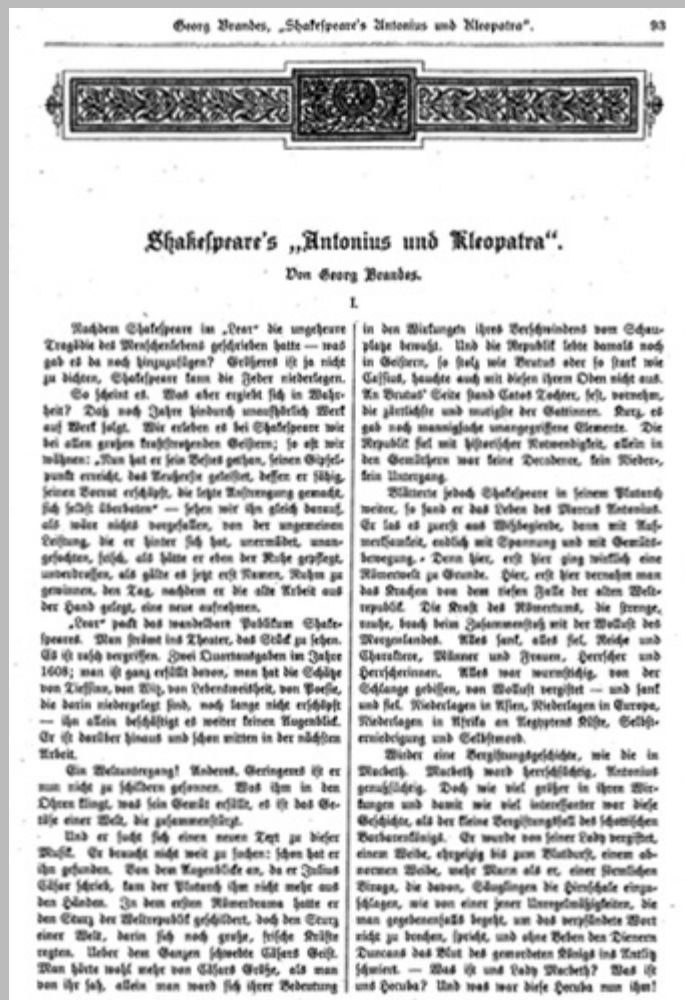 Georg Brandes, „Shakespeare's Antonius und Kleopatra“. 93
Shakespeare's „Antonius und Kleopatra“.
Von Georg Brandes.
I.
Nachdem Shakespeare im „Lear“ die ungeheure
Tragödie des Menschenlebens geschrieben hatte — was
gab es da noch hinzuzufügen? Größeres ist ja nicht
zu dichten, Shakespeare kann die Feder niederlegen.
So scheint es. Was aber ergiebt sich in Wahr-
heit? Daß noch Jahre hindurch unaufhörlich Werk
auf Werk folgt. Wir erleben es bei Shakespeare wie
bei allen großen kraftstrotzenden Geistern; so oft wir
wähnen: „Nun hat er sein Bestes gethan, seinen Gipfel-
punkt erreicht, das Aeußerste geleistet, dessen er fähig,
seinen Vorrat erschöpft, die letzte Anstrengung gemacht,
sich selbst überboten“ — sehen wir ihn gleich darauf,
als wäre nichts vorgefallen, von der ungemeinen
Leistung, die er hinter sich hat, unermüdet, unan-
gefochten, frisch, als hätte er eben der Ruhe gepflegt,
unverdrossen, als gälte es jetzt erst Namen, Ruhm zu
gewinnen, den Tag, nachdem er die alte Arbeit aus
der Hand gelegt, eine neue aufnehmen.
„Lear“ packt das wandelbare Publikum Shake-
speares. Man strömt ins Theater, das Stück zu sehen.
Es ist rasch vergriffen. Zwei Quartausgaben im Jahre
1608; man ist ganz erfüllt davon, man hat die Schätze
von Tiefsinn, von Witz, von Lebensweisheit, von Poesie,
die darin niedergelegt sind, noch lange nicht erschöpft
— ihn allein beschäftigt es weiter keinen Augenblick.
Er ist darüber hinaus und schon mitten in der nächsten
Arbeit.
Ein Weltuntergang! Anderes, Geringeres ist er
nun nicht zu schildern gesonnen. Was ihm in den
Ohren klingt, was sein Gemüt erfüllt, es ist das Ge-
töse einer Welt, die zusammenstürzt.
Und er sucht sich einen neuen Text zu dieser
Musik. Er braucht nicht weit zu suchen: schon hat er
ihn gefunden. Von dem Augenblicke an, da er Julius
Cäsar schrieb, kam der Plutarch ihm nicht mehr aus
den Händen. In dem ersten Römerdrama hatte er
den Sturz der Weltrepublik geschildert, doch den Sturz
einer Welt, darin sich noch große, frische Kräfte
regten. Ueber dem Ganzen schwebte Cäsars Geist.
Man hörte wohl mehr von Cäsars Größe, als man
von ihr sah, allein man ward sich ihrer Bedeutung
in den Wirkungen ihres Verschwindens vom Schau-
platze bewußt. Und die Republik lebte damals noch
in Geistern, so stolz wie Brutus oder so stark wie
Cassius, hauchte auch mit diesen ihrem Oden nicht aus.
An Brutus' Seite stand Catos Tochter, fest, vornehm,
die zärtlichste und mutigste der Gattinnen. Kurz, es
gab noch mannigfache unangegriffene Elemente. Die
Republik fiel mit historischer Notwendigkeit, allein in
den Gemüthern war keine Decadence, kein Nieder-,
kein Untergang.
Blätterte jedoch Shakespeare in seinem Plutarch
weiter, so fand er das Leben des Marcus Antonius.
Er las es zuerst aus Wißbegierde, dann mit Auf-
merksamkeit, endlich mit Spannung und mit Gemüts-
bewegung. Denn hier, erst hier ging wirklich eine
Römerwelt zu Grunde. Hier, erst hier vernahm man
das Krachen von dem tiefen Falle der alten Welt-
republik. Die Kraft des Römertums, die strenge,
rauhe, brach beim Zusammenstoß mit der Wollust des
Morgenlandes. Alles sank, alles fiel, Reiche und
Charaktere, Männer und Frauen, Herrscher und
Herrscherinnen. Alles war wurmstichig, von der
Schlange gebissen, von Wollust vergiftet — und sank
und fiel. Niederlagen in Asien, Niederlagen in Europa,
Niederlagen in Afrika an Aegyptens Küste, Selbst-
erniedrigung und Selbstmord.
Wieder eine Vergiftungsgeschichte, wie die in
Macbeth. Macbeth ward herrschsüchtig, Antonius
genußsüchtig. Doch wie viel größer in ihren Wir-
kungen und damit wie viel interessanter war diese
Geschichte, als der kleine Vergiftungsfall des schottischen
Barbarenkönigs. Er wurde von seiner Lady vergiftet,
einem Weibe, ehrgeizig bis zum Blutdurst, einem ab-
normen Weibe, mehr Mann als er, einer förmlichen
Virago, die davon, Säuglingen die Hirnschale einzu-
schlagen, wie von einer jener Unregelmäßigkeiten, die
man gegebenenfalls begeht, um das verpfändete Wort
nicht zu brechen, spricht, und ohne Beben den Dienern
Duncans das Blut des gemordeten Königs ins Antlitz
schmiert. — Was ist uns Lady Macbeth? Was ist
uns Hecuba? Und was war diese Hecuba nun ihm!